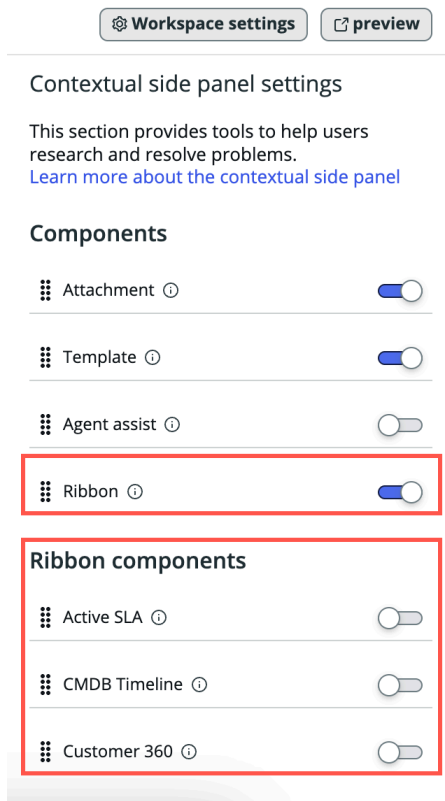 Workspace settings
preview
Contextual side panel settings
This section provides tools to help users
research and resolve problems.
Learn more about the contextual side panel
Components
Attachment
Template
Agent assist
Ribbon
Ribbon components
Active SLA
CMDB Timeline
Customer 360